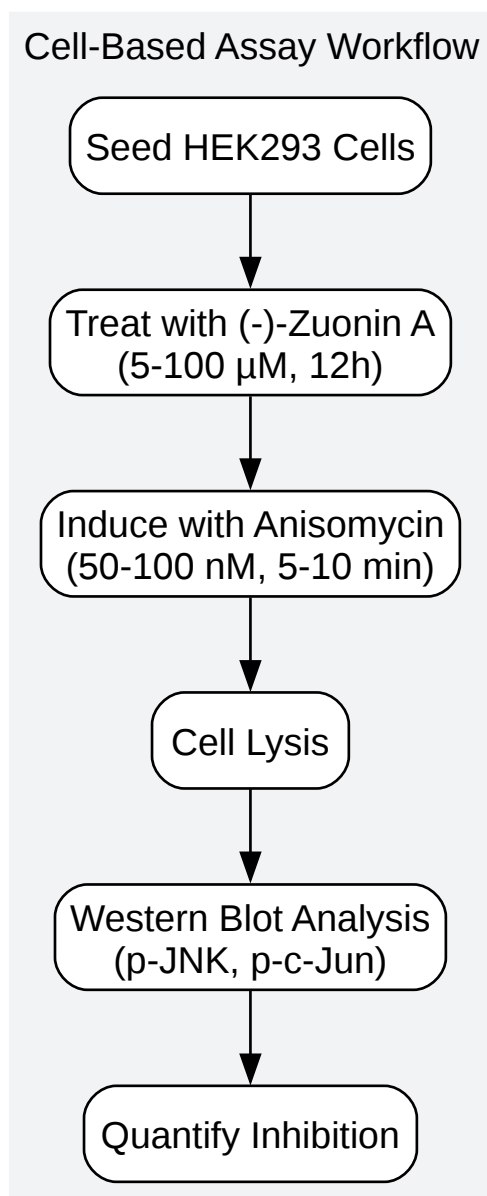 Cell-Based Assay Workflow
Seed HEK293 Cells
Treat with (-)-Zuonin A
(5-100 µM, 12h)
Induce with Anisomycin
(50-100 nM, 5-10 min)
Cell Lysis
Western Blot Analysis
(p-JNK, p-c-Jun)
Quantify Inhibition